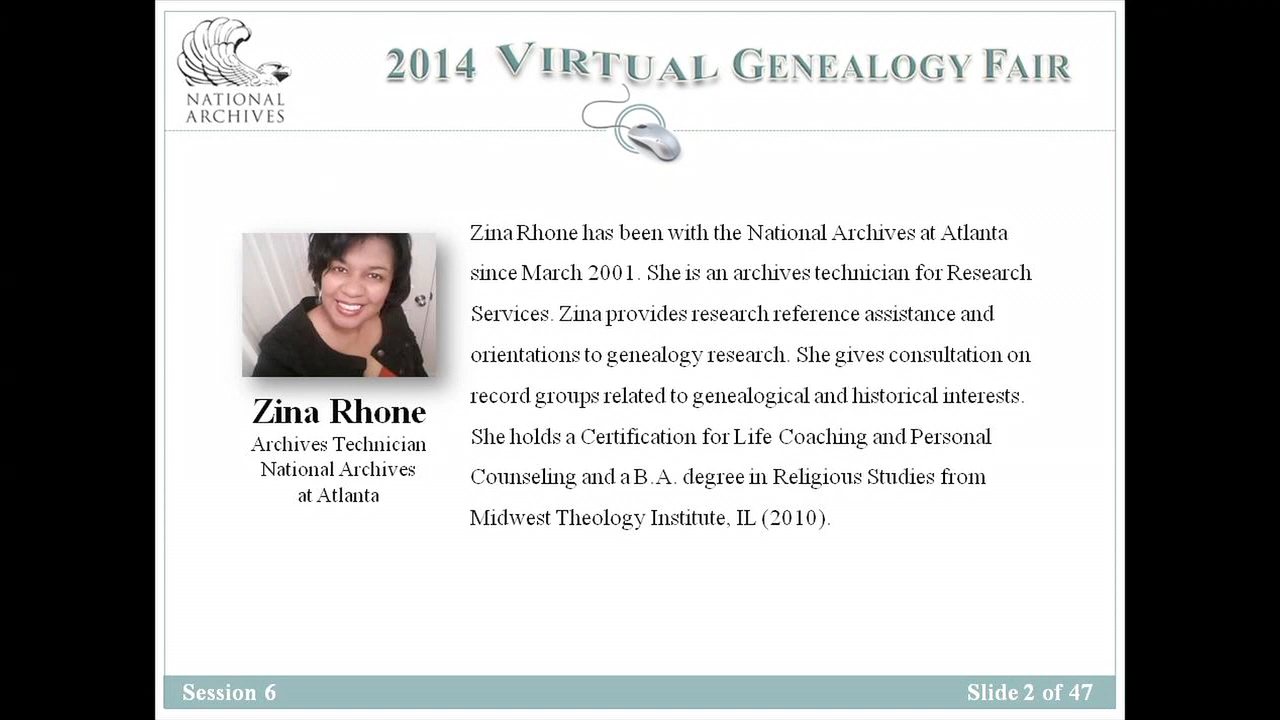 NATIONAL
ARCHIVES
2014 VIRTUAL GENEALOGY FAIR
Zina Rhone
Archives Technician
National Archives
at Atlanta
Zina Rhone has been with the National Archives at Atlanta
since March 2001. She is an archives technician for Research
Services. Zina provides research reference assistance and
orientations to genealogy research. She gives consultation on
record groups related to genealogical and historical interests.
She holds a Certification for Life Coaching and Personal
Counseling and a B.A. degree in Religious Studies from
Midwest Theology Institute, IL (2010).
Session 6
Slide 2 of 47